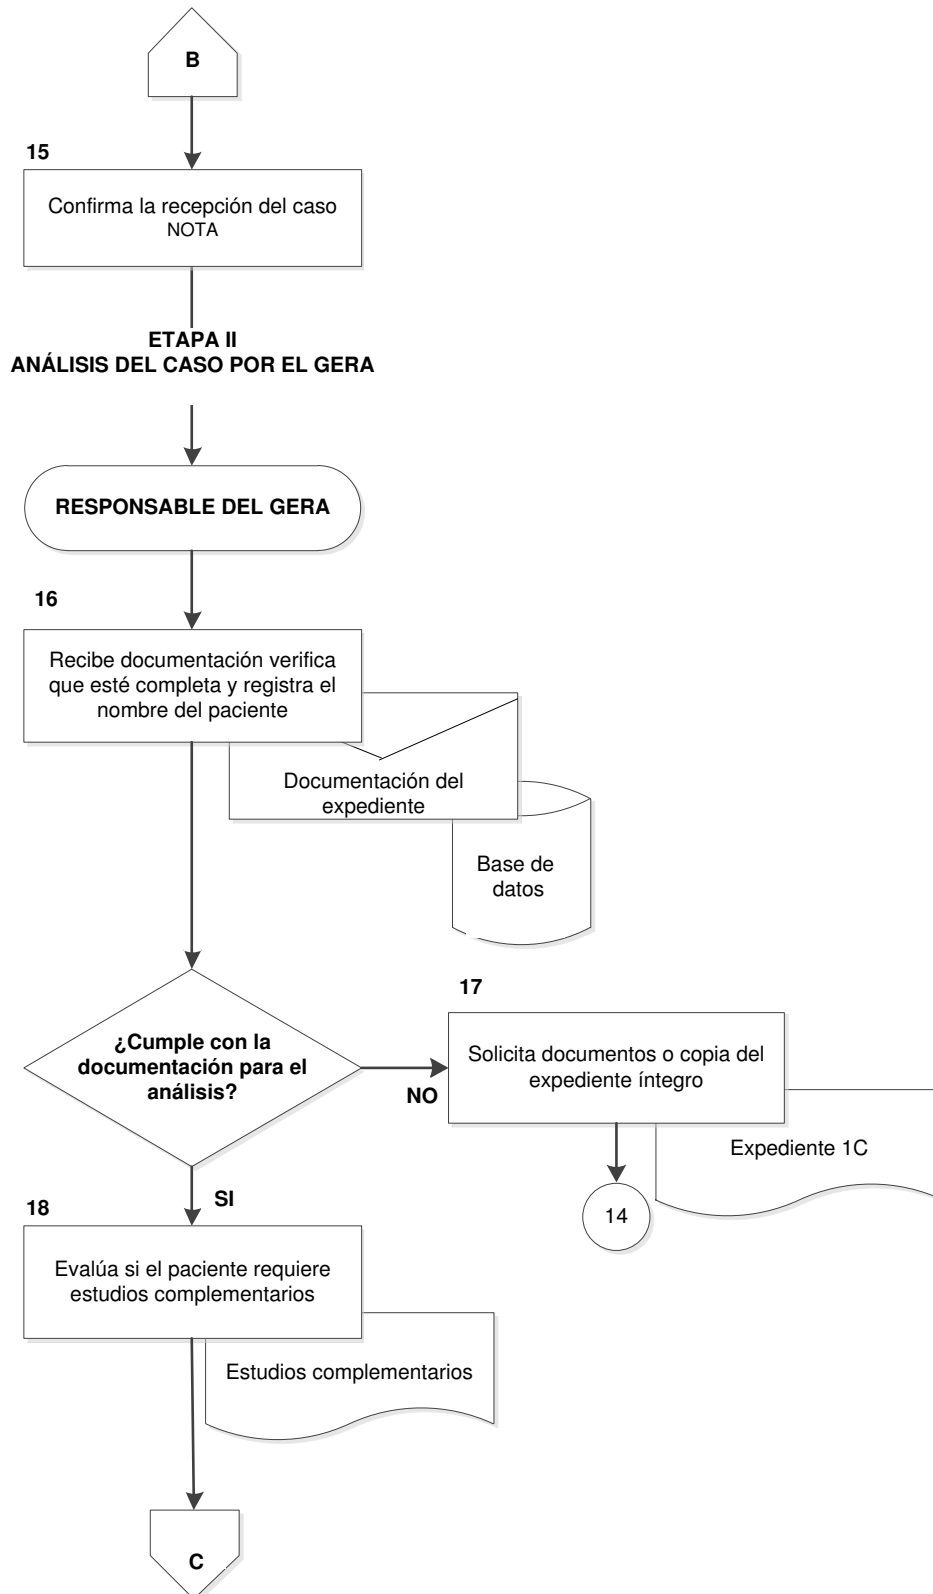 B
15
Confirma la recepción del caso
NOTA
ETAPA II
ANÁLISIS DEL CASO POR EL GERA
RESPONSABLE DEL GERA
16
Recibe documentación verifica
que esté completa y registra el
nombre del paciente
Documentación del
expediente
Base de
datos
¿Cumple con la
documentación para el
análisis?
NO
17
Solicita documentos o copia del
expediente íntegro
Expediente 1C
14
SI
18
Evalúa si el paciente requiere
estudios complementarios
Estudios complementarios
C